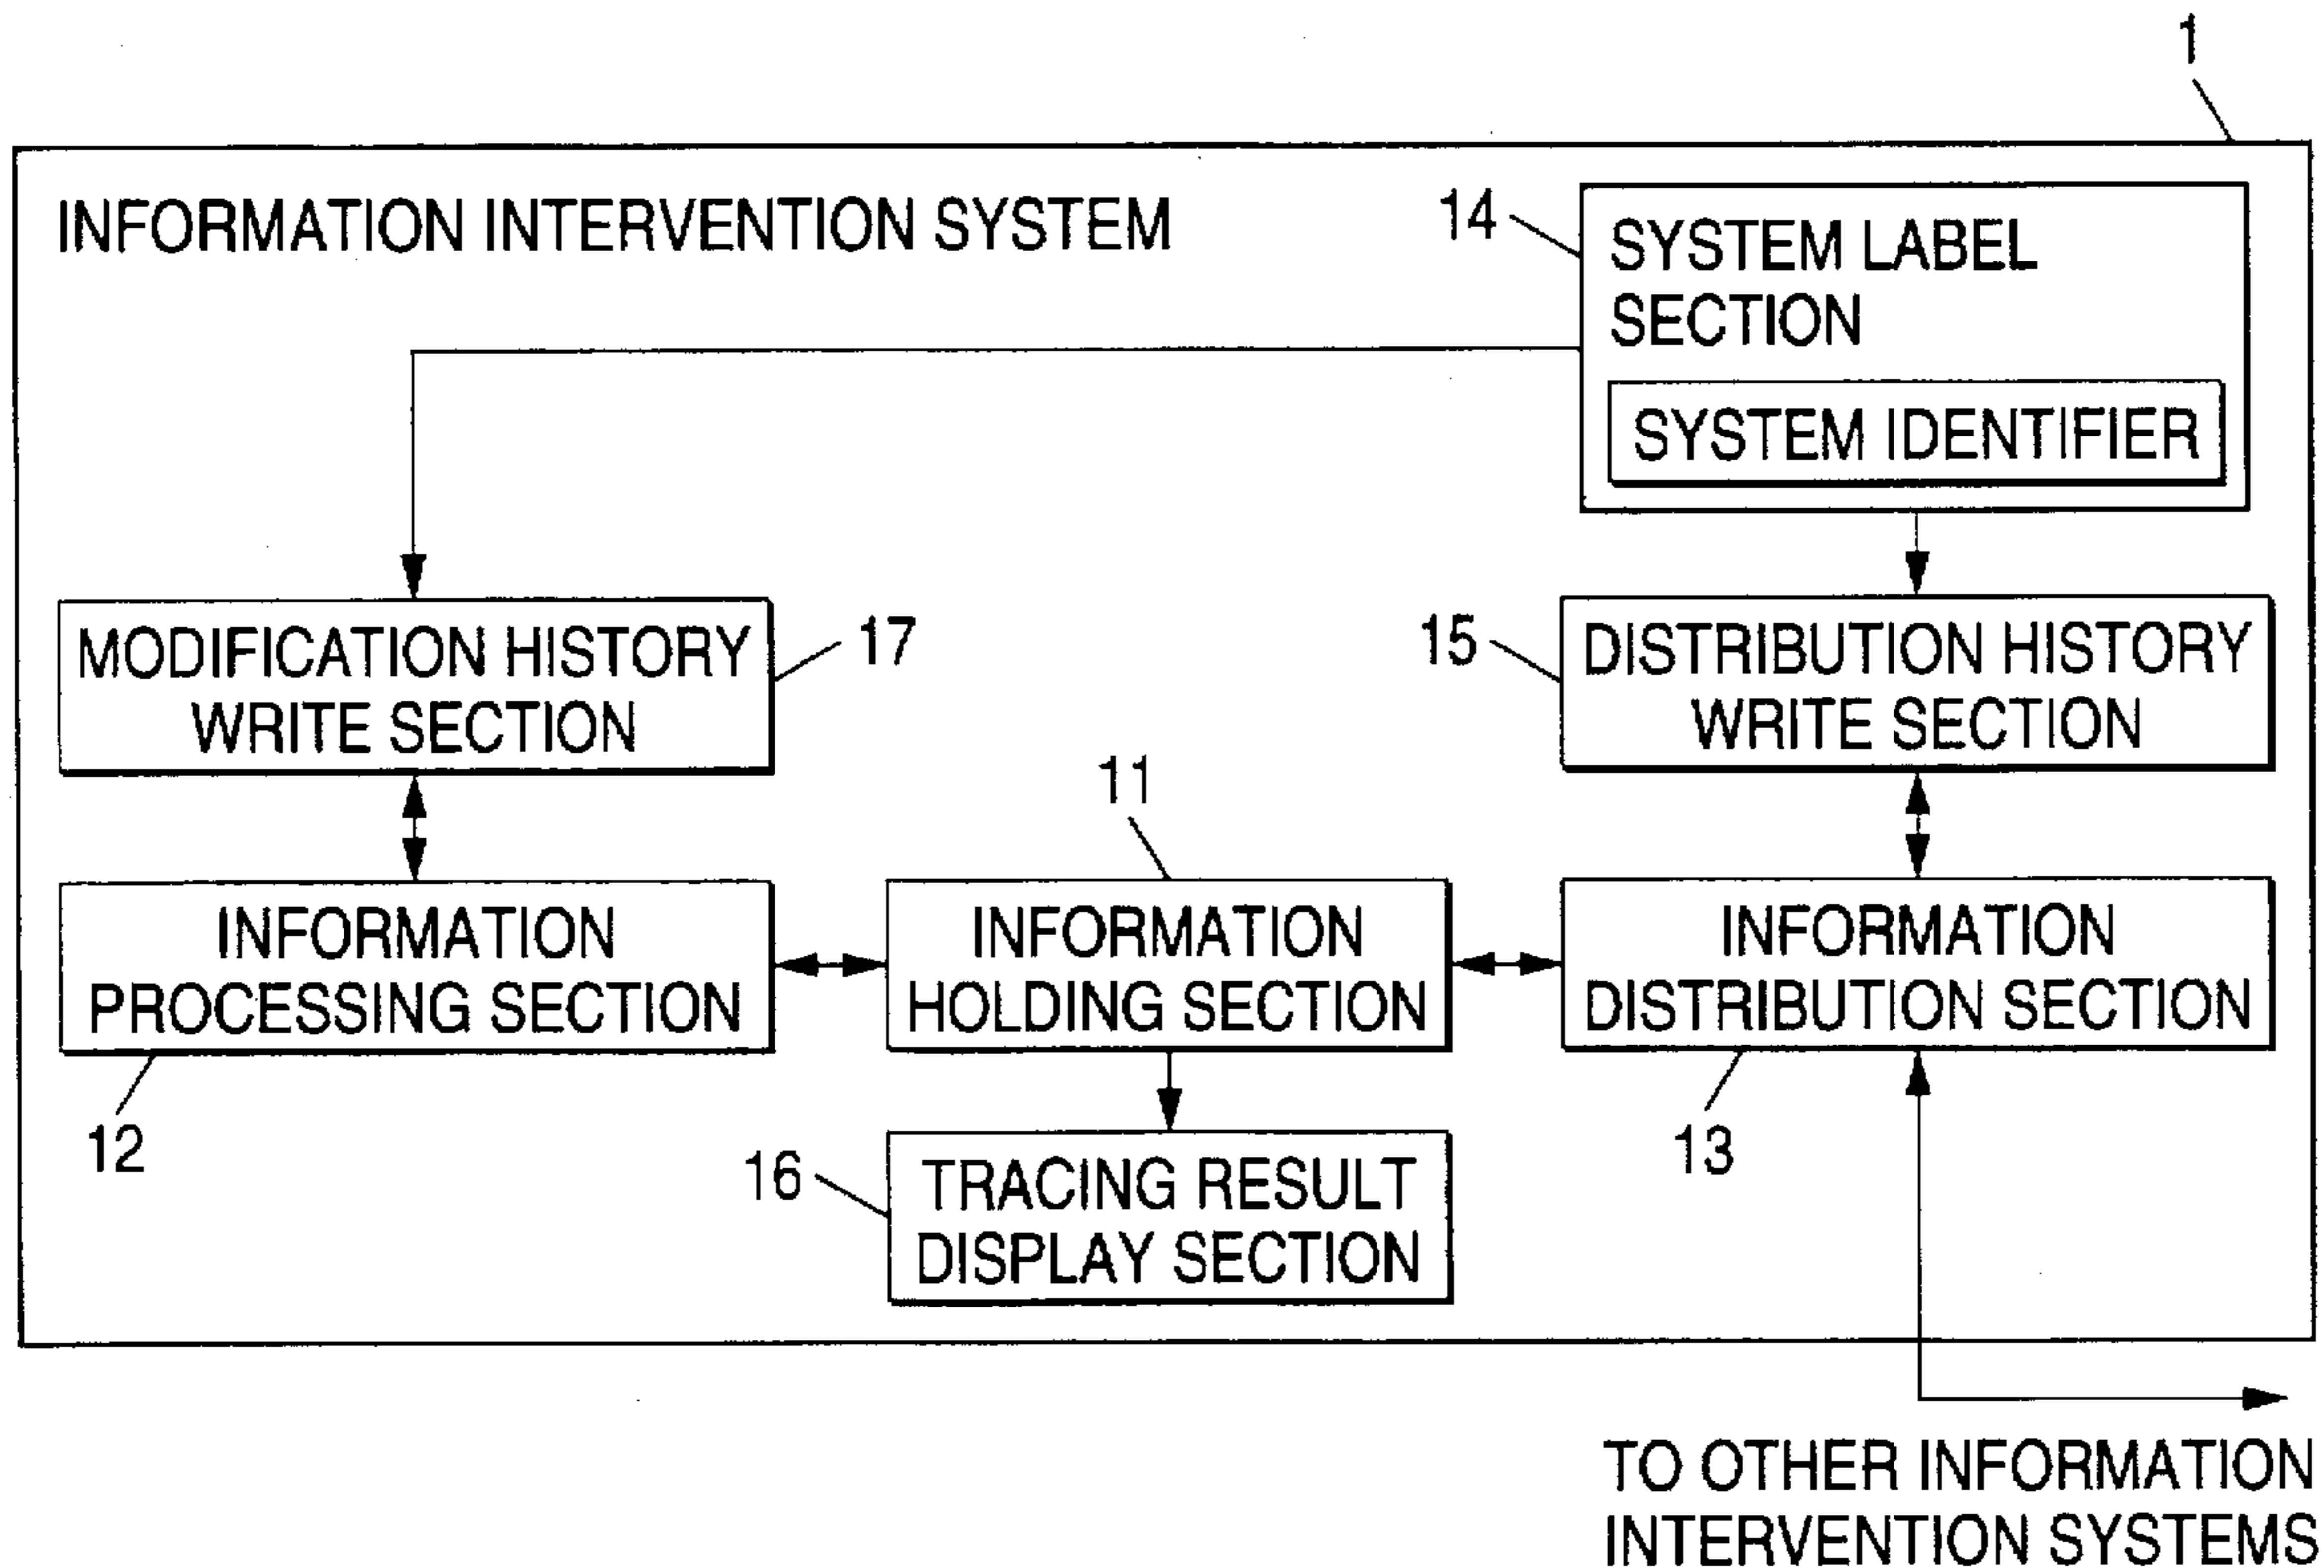 1
INFORMATION INTERVENTION SYSTEM
14
SYSTEM LABEL
SECTION
SYSTEM IDENTIFIER
MODIFICATION HISTORY
WRITE SECTION
17
15
DISTRIBUTION HISTORY
WRITE SECTION
11
INFORMATION
PROCESSING SECTION
INFORMATION
HOLDING SECTION
INFORMATION
DISTRIBUTION SECTION
12
16
TRACING RESULT
DISPLAY SECTION
13
TO OTHER INFORMATION
INTERVENTION SYSTEMS